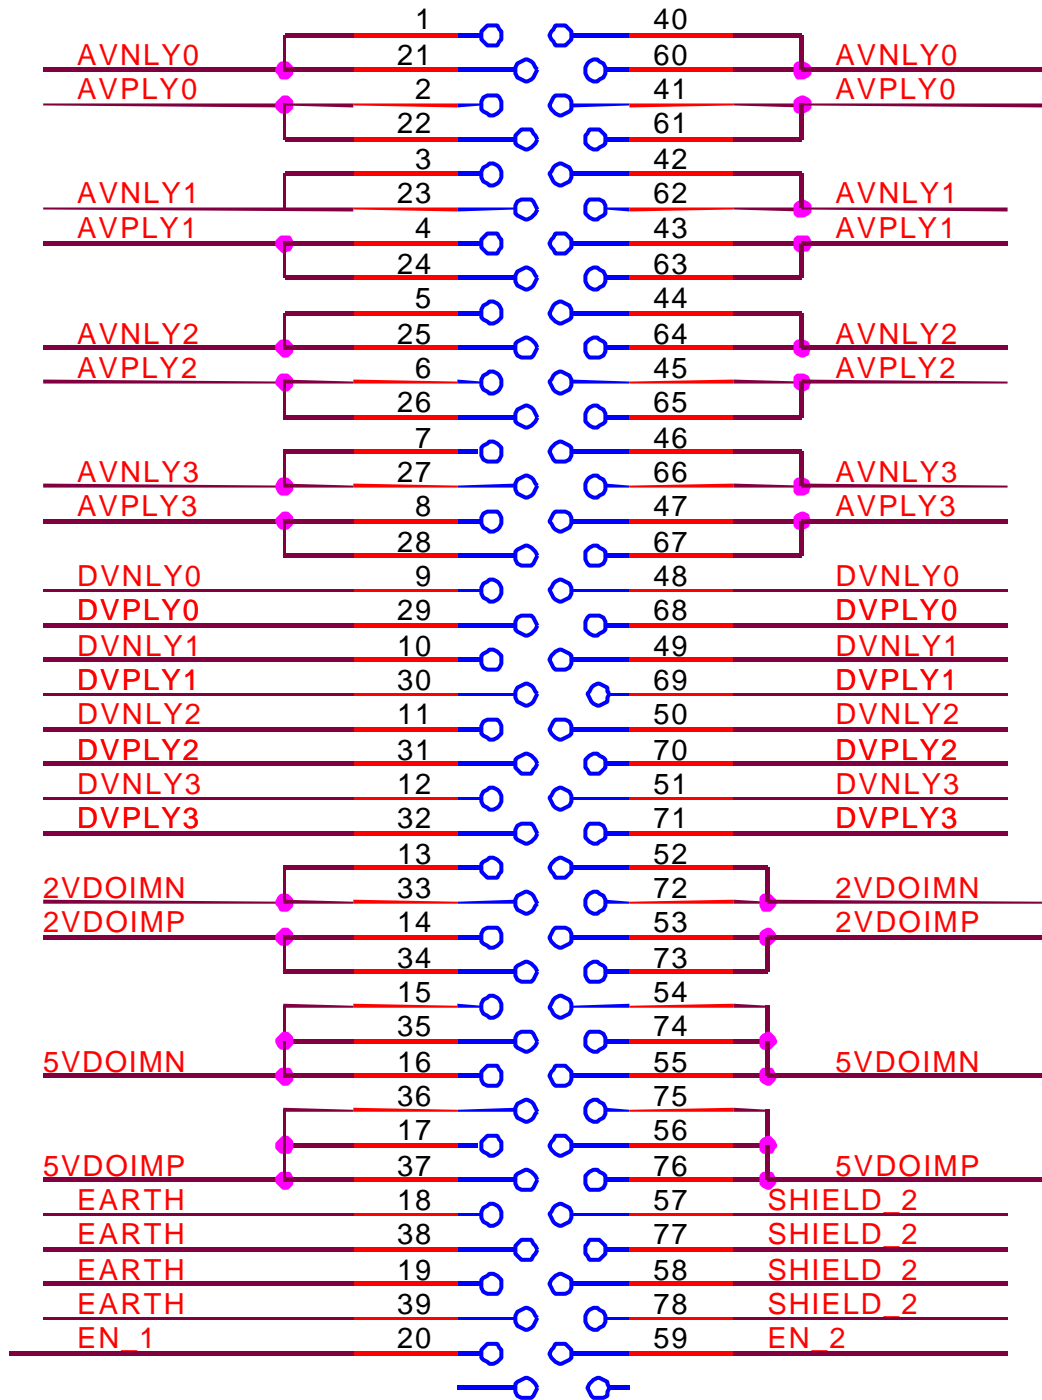 1 40
AVNLY0 21 60 AVNLY0
AVPLY0 2 41 AVPLY0
22 61
3 42
AVNLY1 23 62 AVNLY1
AVPLY1 4 43 AVPLY1
24 63
5 44
AVNLY2 25 64 AVNLY2
AVPLY2 6 45 AVPLY2
26 65
7 46
AVNLY3 27 66 AVNLY3
AVPLY3 8 47 AVPLY3
28 67
DVNLY0 9 48 DVNLY0
DVPLY0 29 68 DVPLY0
DVNLY1 10 49 DVNLY1
DVPLY1 30 69 DVPLY1
DVNLY2 11 50 DVNLY2
DVPLY2 31 70 DVPLY2
DVNLY3 12 51 DVNLY3
DVPLY3 32 71 DVPLY3
13 52
2VDOIMN 33 72 2VDOIMN
2VDOIMP 14 53 2VDOIMP
34 73
15 54
35 74
5VDOIMN 16 55 5VDOIMN
36 75
17 56
5VDOIMP 37 76 5VDOIMP
EARTH 18 57 SHIELD_2
EARTH 38 77 SHIELD_2
EARTH 19 58 SHIELD_2
EARTH 39 78 SHIELD_2
EN_1 20 59 EN_2